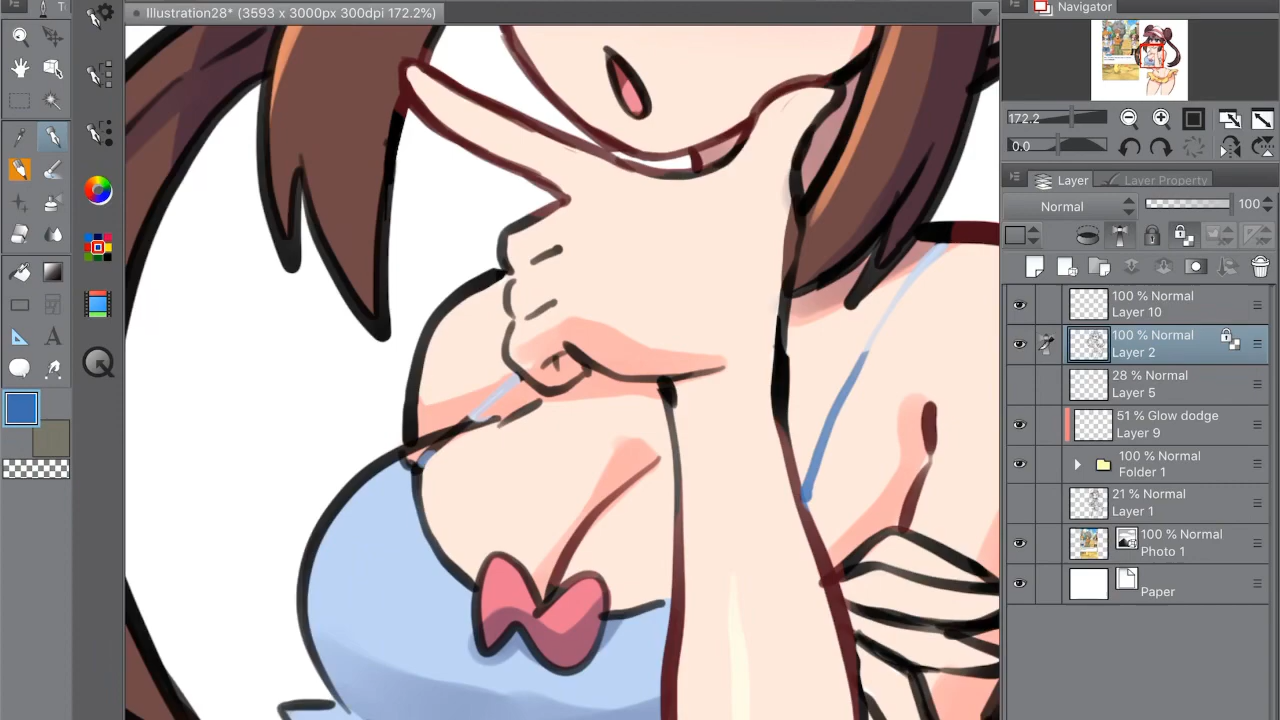 Illustration28* (3593 x 3000px 300dpi 172.2%)
Navigator
172.2
0.0
Layer
Layer Property
Normal
100
100 % Normal
Layer 10
100 % Normal
Layer 2
28 % Normal
Layer 5
51 % Glow dodge
Layer 9
100 % Normal
Folder 1
21 % Normal
Layer 1
100 % Normal
Photo 1
Paper